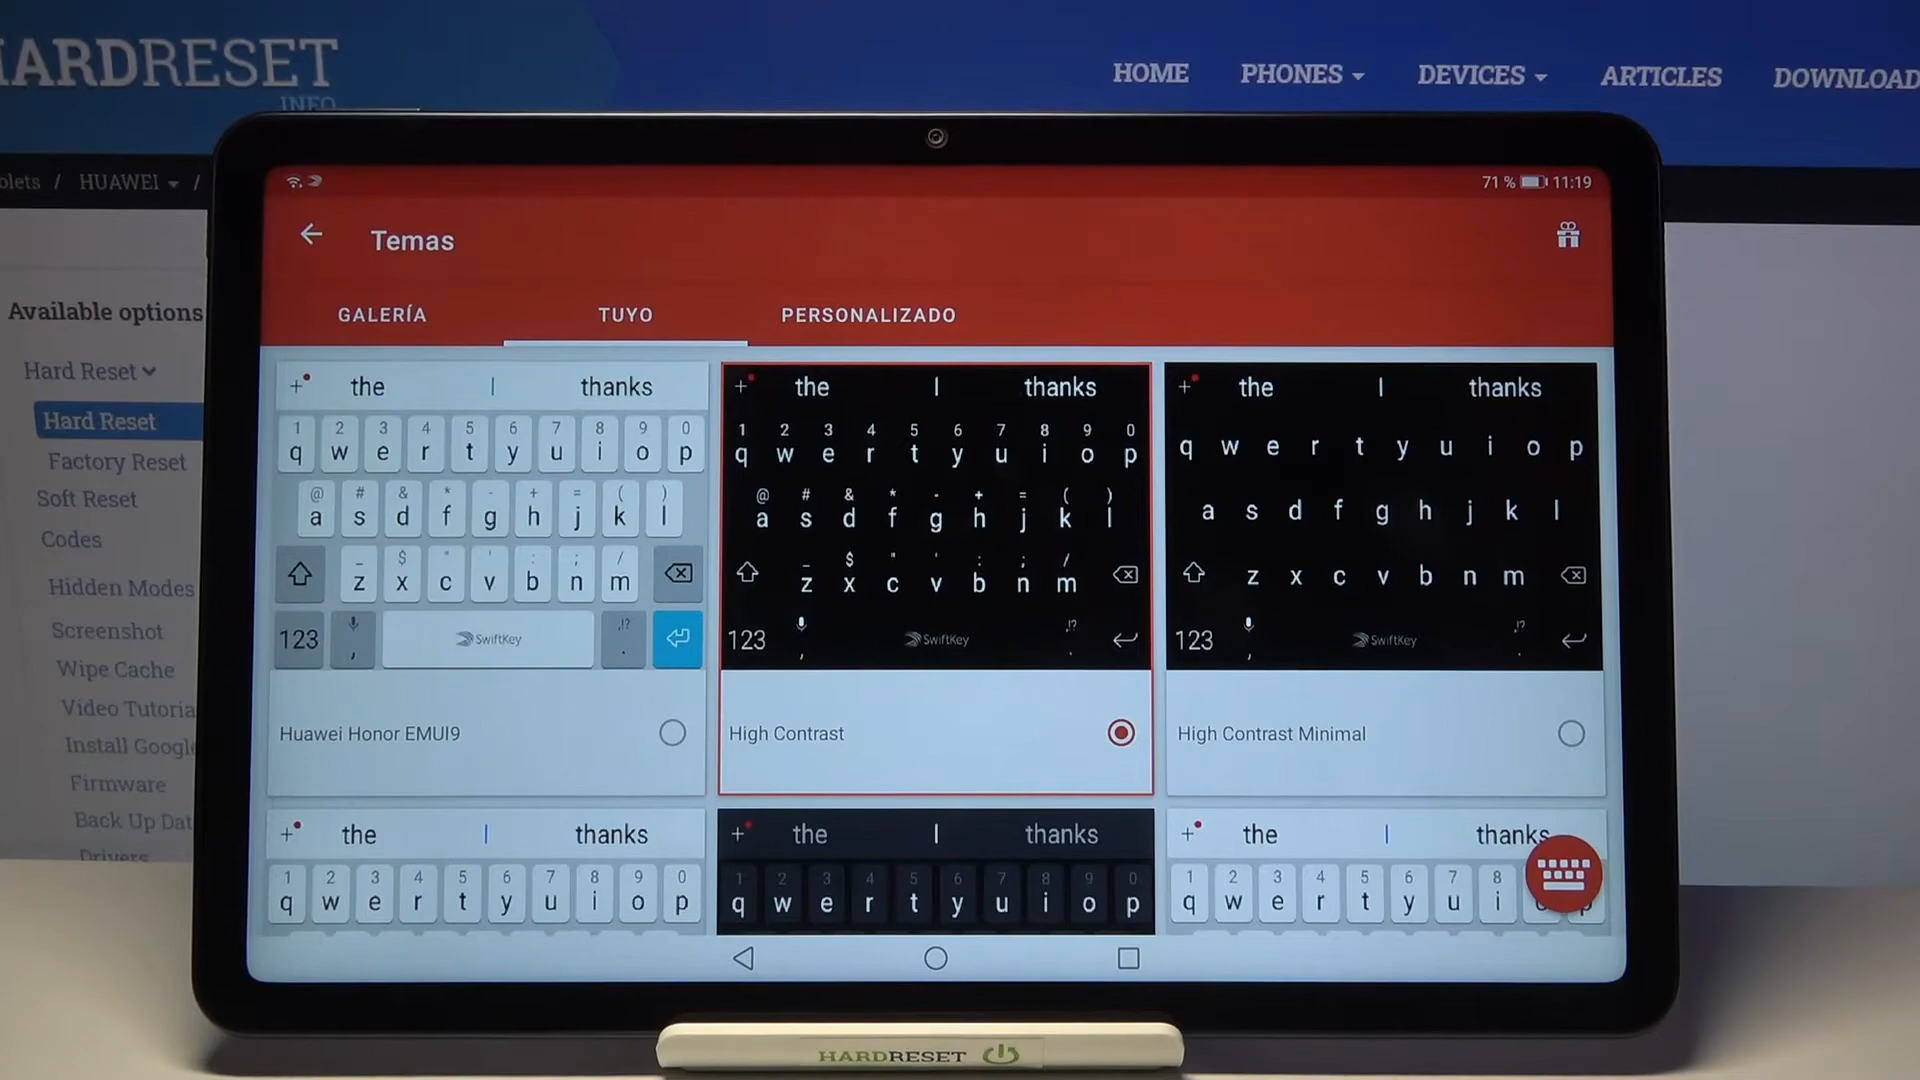 HARDRESET
INFO
HOME PHONES DEVICES ARTICLES DOWNLOAD
/ HUAWEI /
Available options
Hard Reset
Hard Reset
Factory Reset
Soft Reset
Codes
Hidden Modes
Screenshot
Wipe Cache
Video Tutoria
Install Google
Firmware
Back Up Dat
Drivers
71 % 11:19
Temas
GALERÍA TUYO PERSONALIZADO
+ the I thanks
1 2 3 4 5 6 7 8 9 0
q w e r t y u i o p
@ # & * - + = ( )
a s d f g h j k l
_ $ " ' : ; /
z x c v b n m
123 , SwiftKey ,!? .
Huawei Honor EMUI9
+ the I thanks
1 2 3 4 5 6 7 8 9 0
q w e r t y u i o p
@ # & * - + = ( )
a s d f g h j k l
_ $ " ' : ; /
z x c v b n m
123 , SwiftKey ,!? .
High Contrast
+ the I thanks
q w e r t y u i o p
a s d f g h j k l
z x c v b n m
123 , SwiftKey ,!? .
High Contrast Minimal
+ the I thanks
1 2 3 4 5 6 7 8 9 0
q w e r t y u i o p
+ the I thanks
1 2 3 4 5 6 7 8 9 0
q w e r t y u i o p
+ the I thanks
1 2 3 4 5 6 7 8
q w e r t y u i
HARDRESET